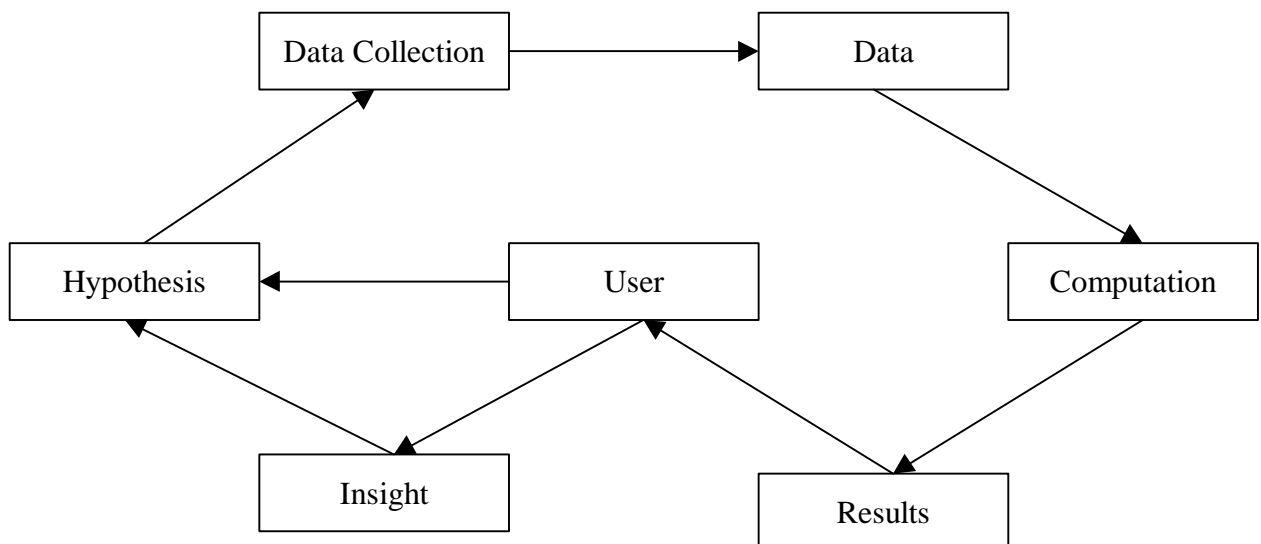 Data Collection
Data
Hypothesis
User
Computation
Insight
Results